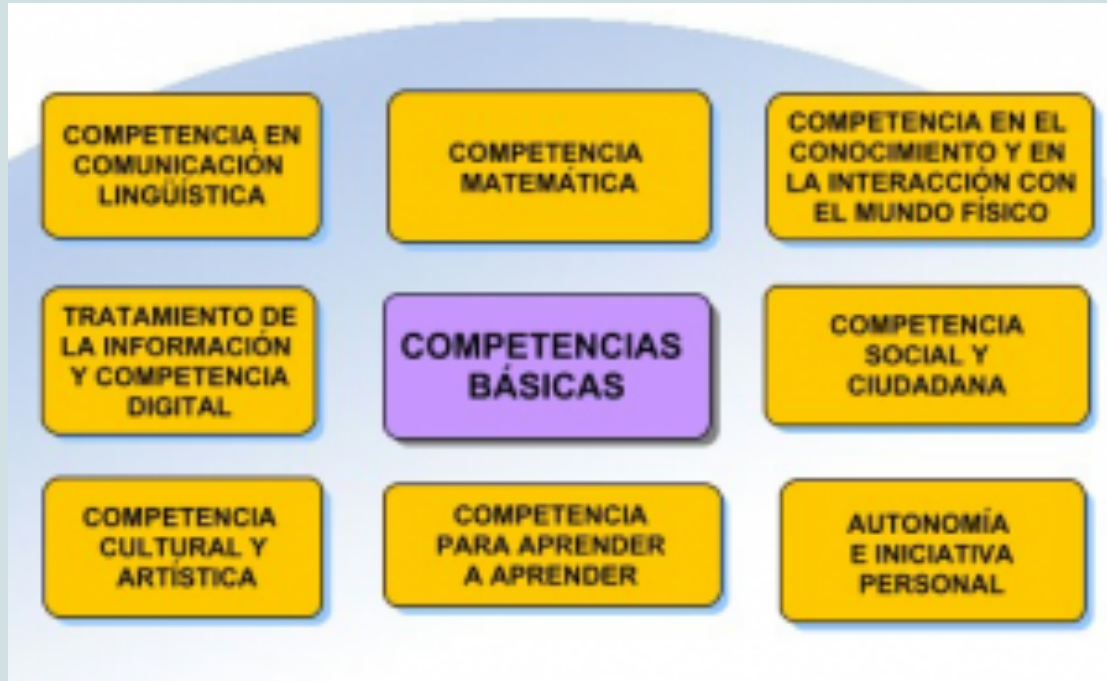 COMPETENCIA EN
COMUNICACIÓN
LINGÜÍSTICA
COMPETENCIA
MATEMÁTICA
COMPETENCIA EN EL
CONOCIMIENTO Y EN
LA INTERACCIÓN CON
EL MUNDO FÍSICO
TRATAMIENTO DE
LA INFORMACIÓN
Y COMPETENCIA
DIGITAL
COMPETENCIAS
BÁSICAS
COMPETENCIA
SOCIAL Y
CIUDADANA
COMPETENCIA
CULTURAL Y
ARTÍSTICA
COMPETENCIA
PARA APRENDER
A APRENDER
AUTONOMÍA
E INICIATIVA
PERSONAL